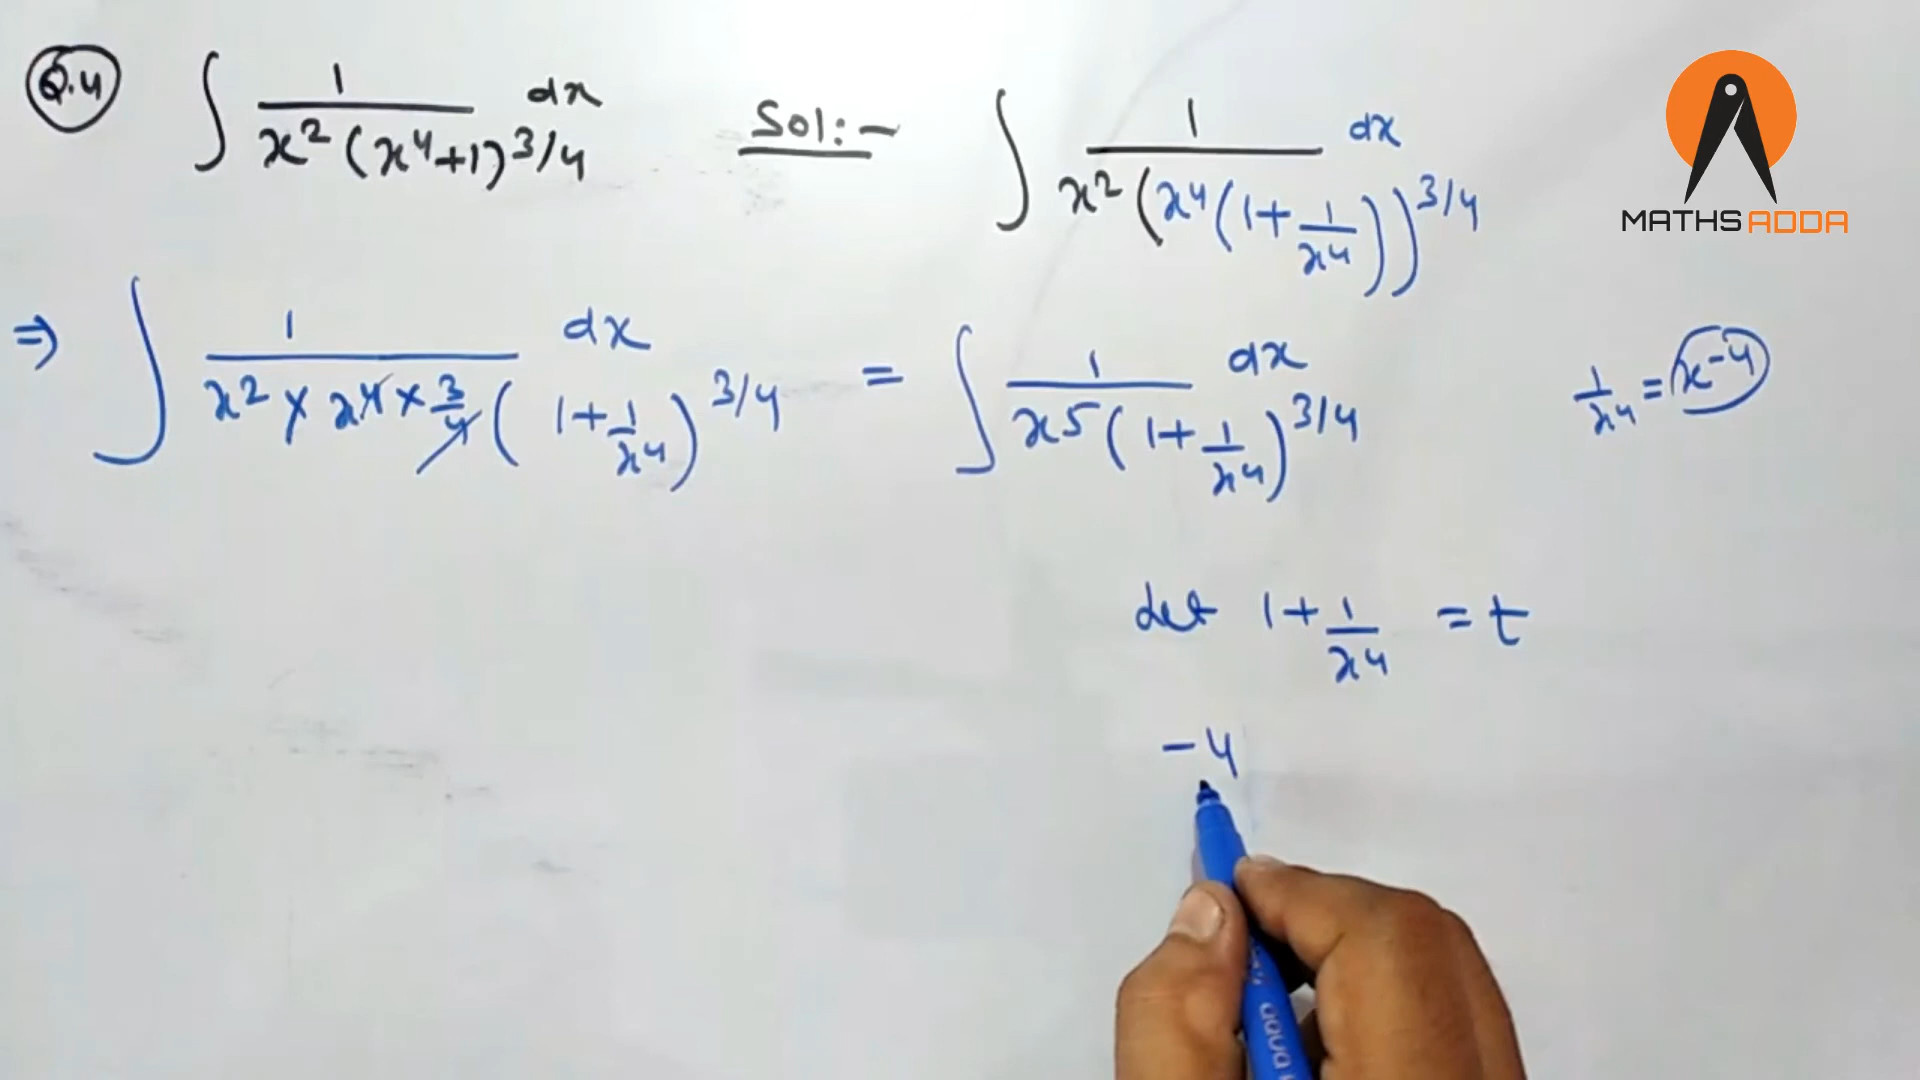 Q.4 ∫ 1/(x²(x⁴+1)^3/4) dx Sol:- ∫ 1/(x²(x⁴(1+1/x⁴))^3/4) dx
MATHS ADDA
⇒ ∫ 1/(x² × x^(4×3/4) (1+1/x⁴)^3/4) dx = ∫ 1/(x⁵(1+1/x⁴)^3/4) dx 1/x⁴ = x⁻⁴
Let 1+1/x⁴ = t
-4